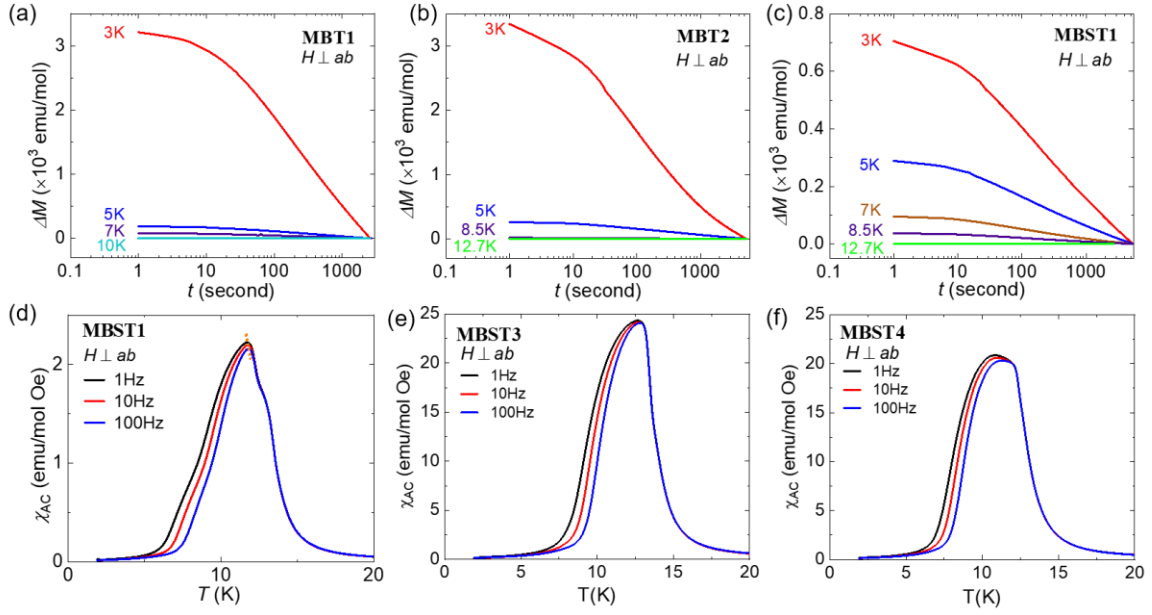 (a)
MBT1
H ⊥ ab
3K
5K
7K
10K
3
2
1
0
0.1 1 10 100 1000
ΔM (×10³ emu/mol)
t (second)
(b)
MBT2
H ⊥ ab
3K
5K
8.5K
12.7K
3
2
1
0
0.1 1 10 100 1000
ΔM (×10³ emu/mol)
t (second)
(c)
MBST1
H ⊥ ab
3K
5K
7K
8.5K
12.7K
0.8
0.6
0.4
0.2
0.0
0.1 1 10 100 1000
ΔM (×10³ emu/mol)
t (second)
(d)
MBST1
H ⊥ ab
1Hz
10Hz
100Hz
2
1
0
0 5 10 15 20
χAC (emu/mol Oe)
T (K)
(e)
MBST3
H ⊥ ab
1Hz
10Hz
100Hz
25
20
15
10
5
0
0 5 10 15 20
χAC (emu/mol Oe)
T(K)
(f)
MBST4
H ⊥ ab
1Hz
10Hz
100Hz
25
20
15
10
5
0
0 5 10 15 20
χAC (emu/mol Oe)
T(K)